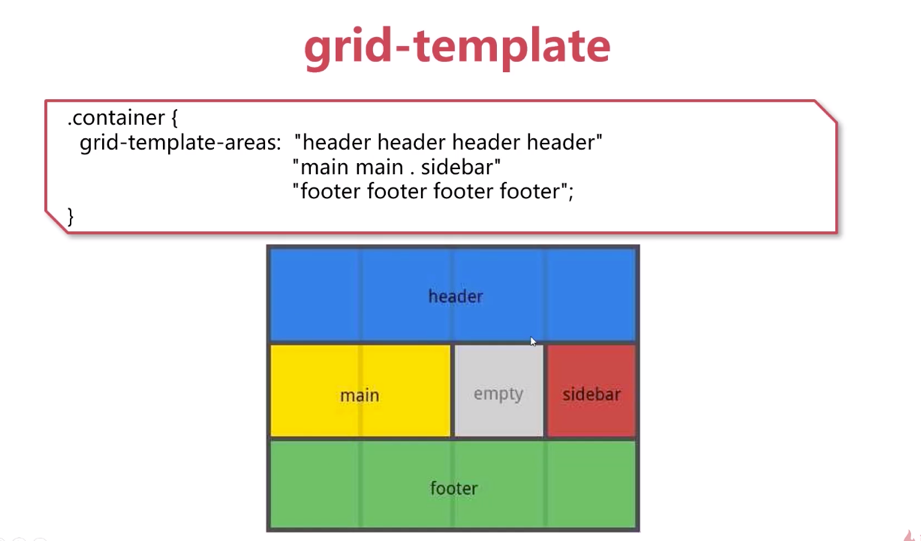 grid-template
.container {
grid-template-areas: "header header header header"
"main main . sidebar"
"footer footer footer footer";
}
header
main empty sidebar
footer